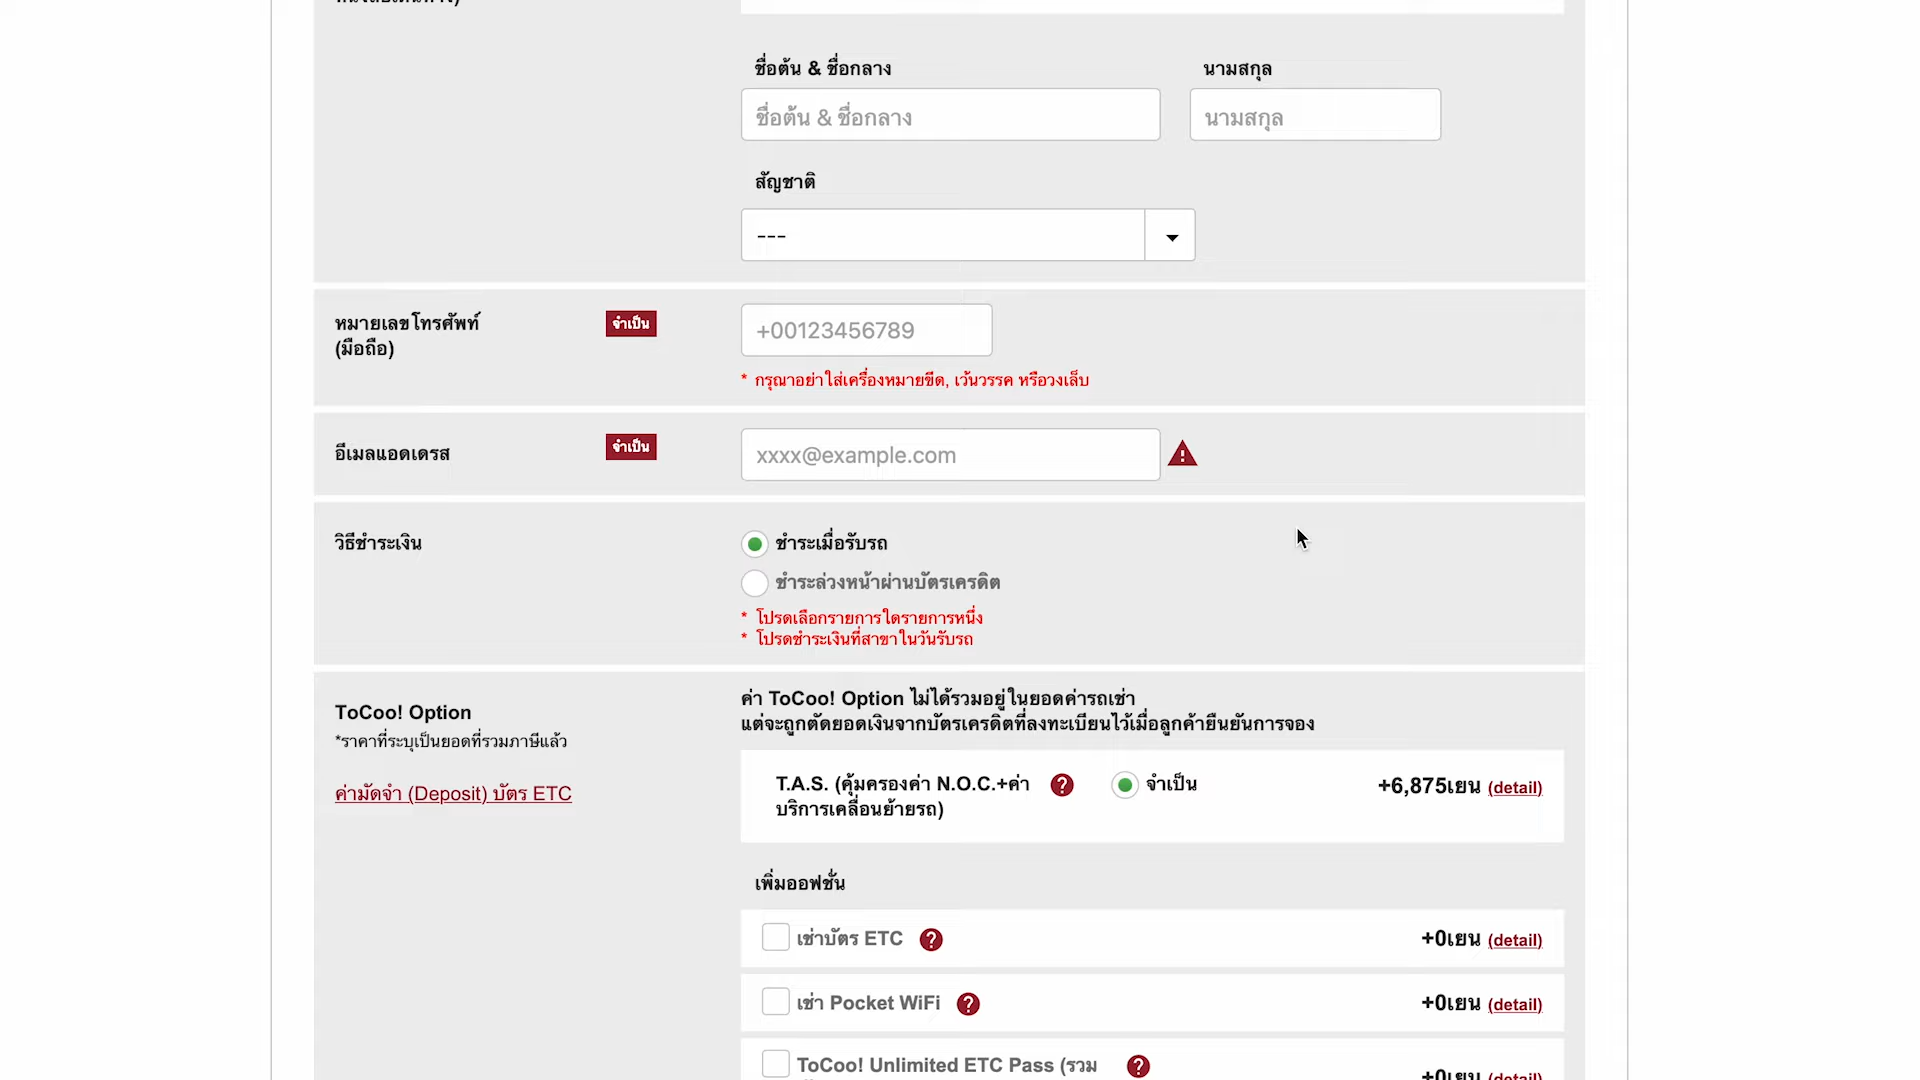 ชื่อต้น & ชื่อกลาง
นามสกุล
ชื่อต้น & ชื่อกลาง
นามสกุล
สัญชาติ
---
หมายเลขโทรศัพท์
(มือถือ)
จำเป็น
+00123456789
* กรุณาอย่าใส่เครื่องหมายขีด, เว้นวรรค หรือวงเล็บ
อีเมลแอดเดรส
จำเป็น
xxxx@example.com
วิธีชำระเงิน
ชำระเมื่อรับรถ
ชำระล่วงหน้าผ่านบัตรเครดิต
* โปรดเลือกรายการใดรายการหนึ่ง
* โปรดชำระเงินที่สาขาในวันรับรถ
ToCoo! Option
*ราคาที่ระบุเป็นยอดที่รวมภาษีแล้ว
ค่ามัดจำ (Deposit) บัตร ETC
ค่า ToCoo! Option ไม่ได้รวมอยู่ในยอดค่ารถเช่า
แต่จะถูกตัดยอดเงินจากบัตรเครดิตที่ลงทะเบียนไว้เมื่อลูกค้ายืนยันการจอง
T.A.S. (คุ้มครองค่า N.O.C.+ค่า
บริการเคลื่อนย้ายรถ)
จำเป็น
+6,875เยน (detail)
เพิ่มออฟชั่น
เช่าบัตร ETC
+0เยน (detail)
เช่า Pocket WiFi
+0เยน (detail)
ToCoo! Unlimited ETC Pass (รวม
+0เยน (detail)